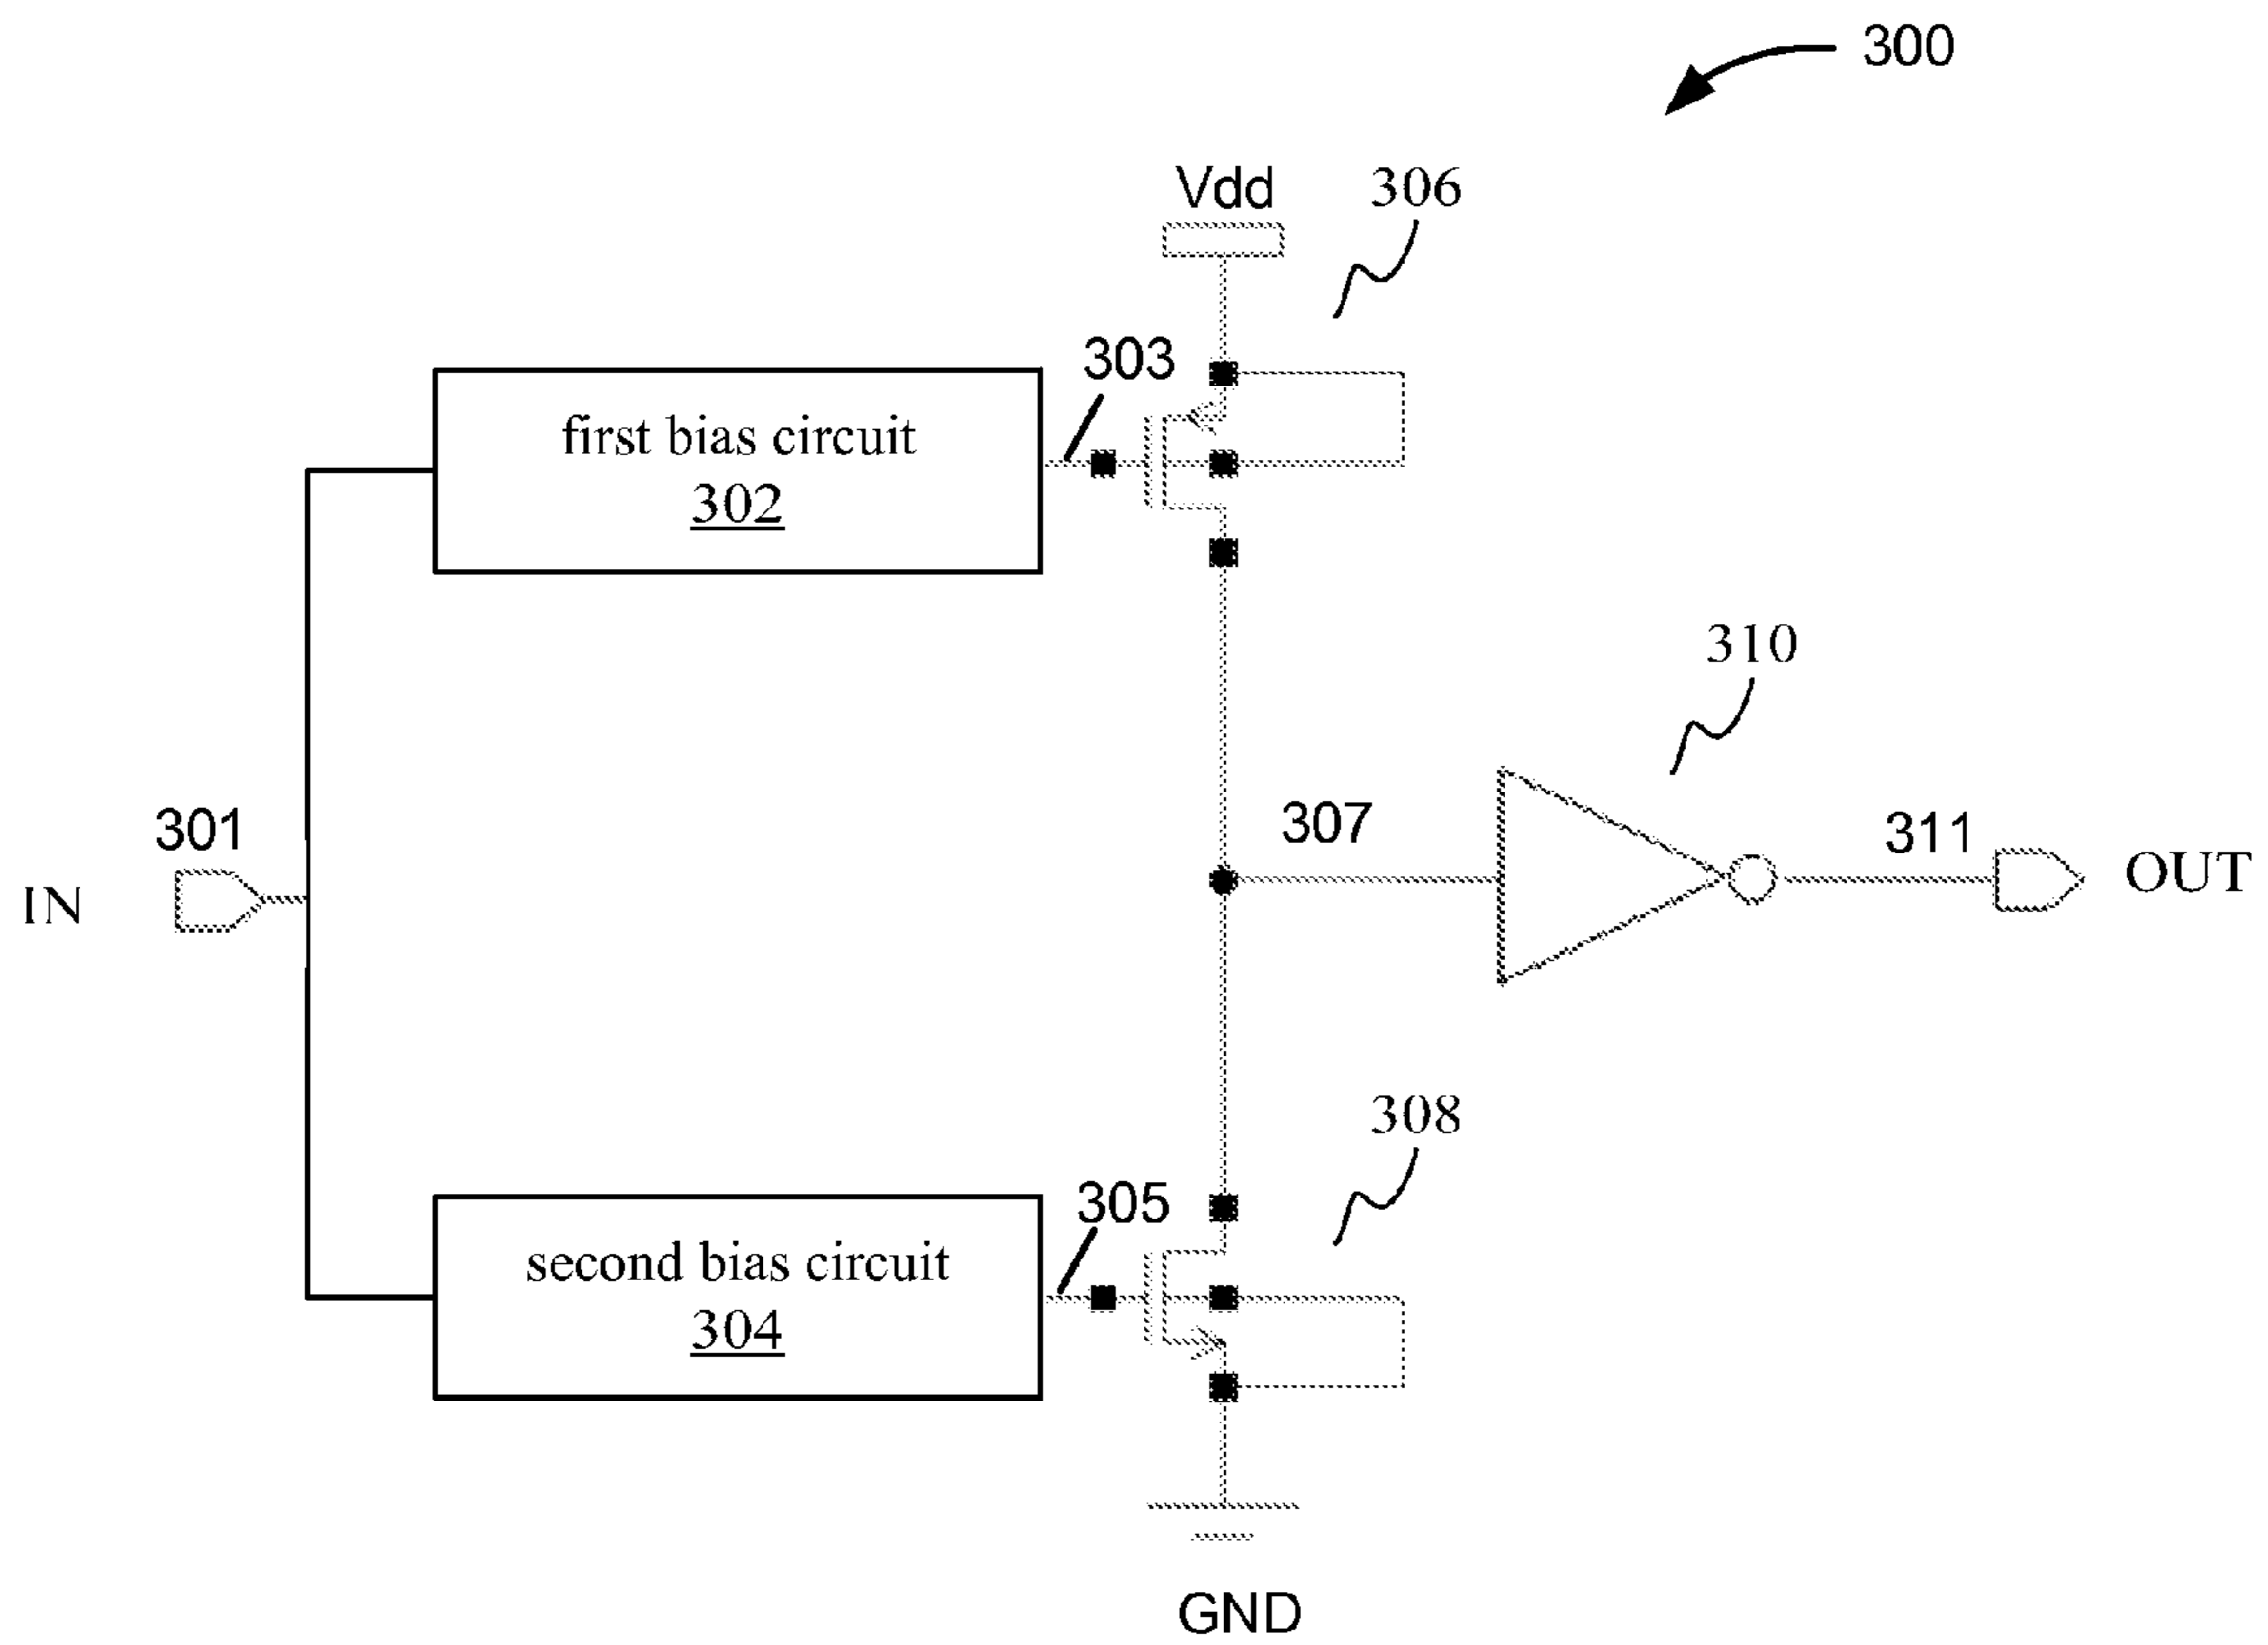 300
Vdd
306
303
first bias circuit
302
310
301
307
311
IN
OUT
308
305
second bias circuit
304
GND